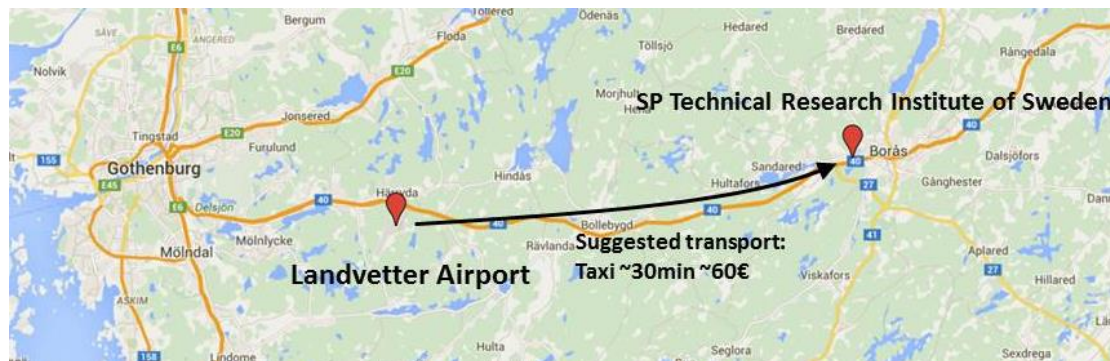 Bergum
Tollered
Ödenäs
Hedared
Bredared
SÄVE
E6
ANGERED
Floda
Töllsjö
Rångedala
Nolvik
E20
Jonsered
SP Technical Research Institute of Sweden
40
Tingstad
E20
Furulund
155
Gothenburg
Sandared
40
Borås
Dalsjöfors
E45
Hindås
Hultafors
27
Gånghester
E6
Delsjön
40
40
Bollebygd
40
Mölnlycke
Rävlanda
41
Mölndal
Suggested transport:
Taxi ~30min ~60€
Landvetter Airport
Viskafors
Aplared
27
Hillared
ASKIM
158
Lindome
Hulta
Seglora
Sexdrega